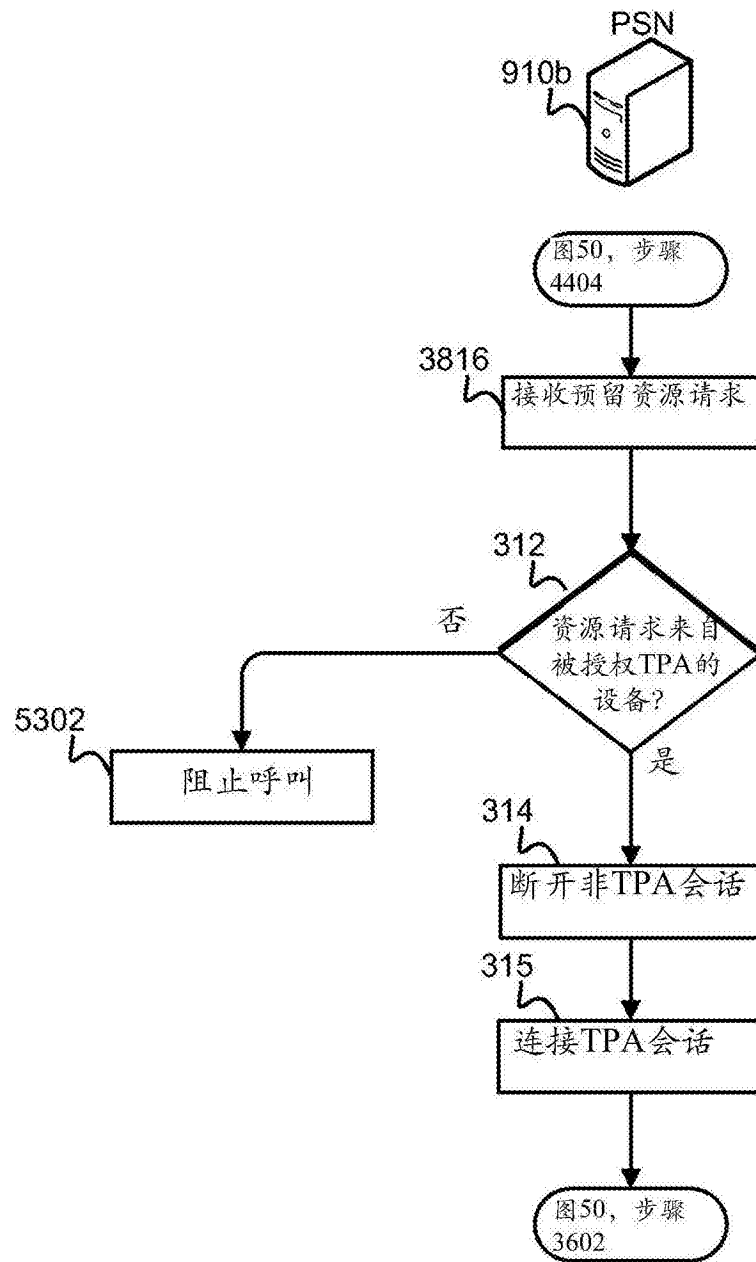 PSN
910b
图50，步骤
4404
3816
接收预留资源请求
312
否
资源请求来自
被授权TPA的
设备？
5302
阻止呼叫
是
314
断开非TPA会话
315
连接TPA会话
图50，步骤
3602